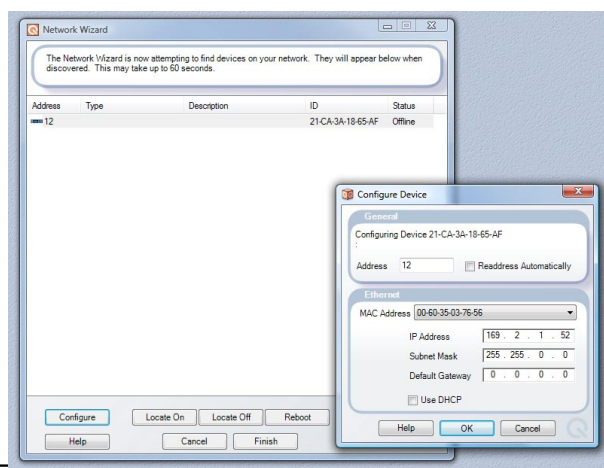 Network Wizard
The Network Wizard is now attempting to find devices on your network. They will appear below when
discovered. This may take up to 60 seconds.
Address Type Description ID Status
12 21-CA-3A-18-65-AF Offline
Configure Locate On Locate Off Reboot
Help Cancel Finish
Configure Device
General
Configuring Device 21-CA-3A-18-65-AF
:
Address 12 Readdress Automatically
Ethernet
MAC Address 00-60-35-03-76-56
IP Address 169 . 2 . 1 . 52
Subnet Mask 255 . 255 . 0 . 0
Default Gateway 0 . 0 . 0 . 0
Use DHCP
Help OK Cancel